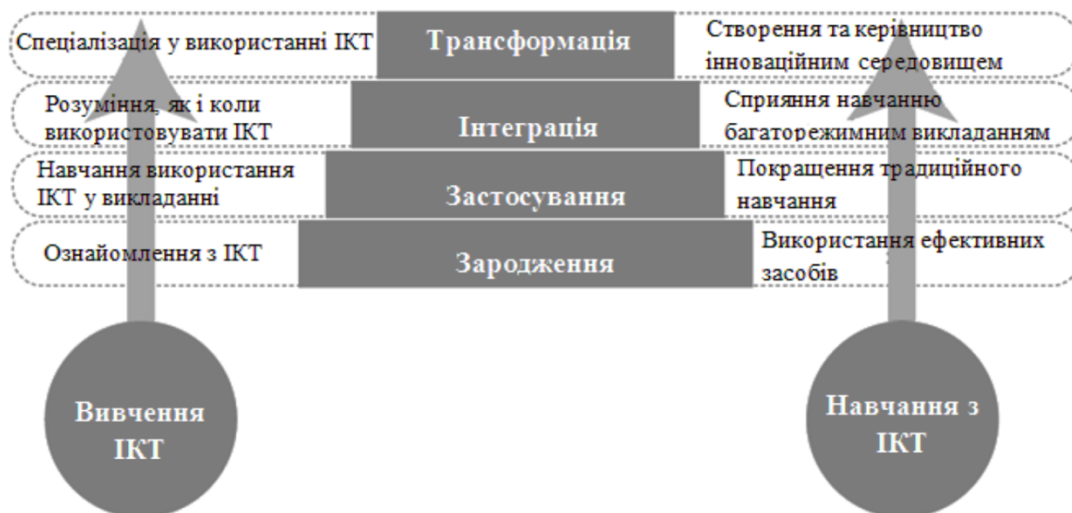 Спеціалізація у використанні ІКТ
Трансформація
Створення та керівництво
інноваційним середовищем
Розуміння, як і коли
використовувати ІКТ
Інтеграція
Сприяння навчанню
багаторежимним викладанням
Навчання використання
ІКТ у викладанні
Застосування
Покращення традиційного
навчання
Ознайомлення з ІКТ
Зародження
Використання ефективних
засобів
Вивчення
ІКТ
Навчання з
ІКТ